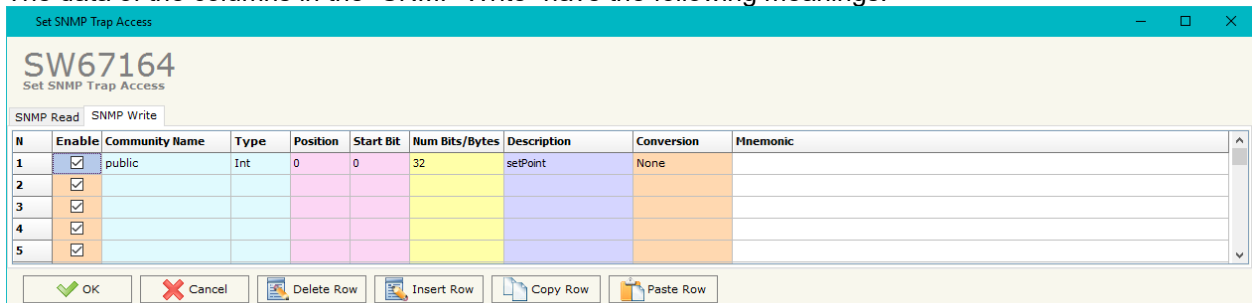 Set SNMP Trap Access
SW67164
Set SNMP Trap Access
SNMP Read SNMP Write
N Enable Community Name Type Position Start Bit Num Bits/Bytes Description Conversion Mnemonic
1 public Int 0 0 32 setPoint None
2
3
4
5
OK Cancel Delete Row Insert Row Copy Row Paste Row